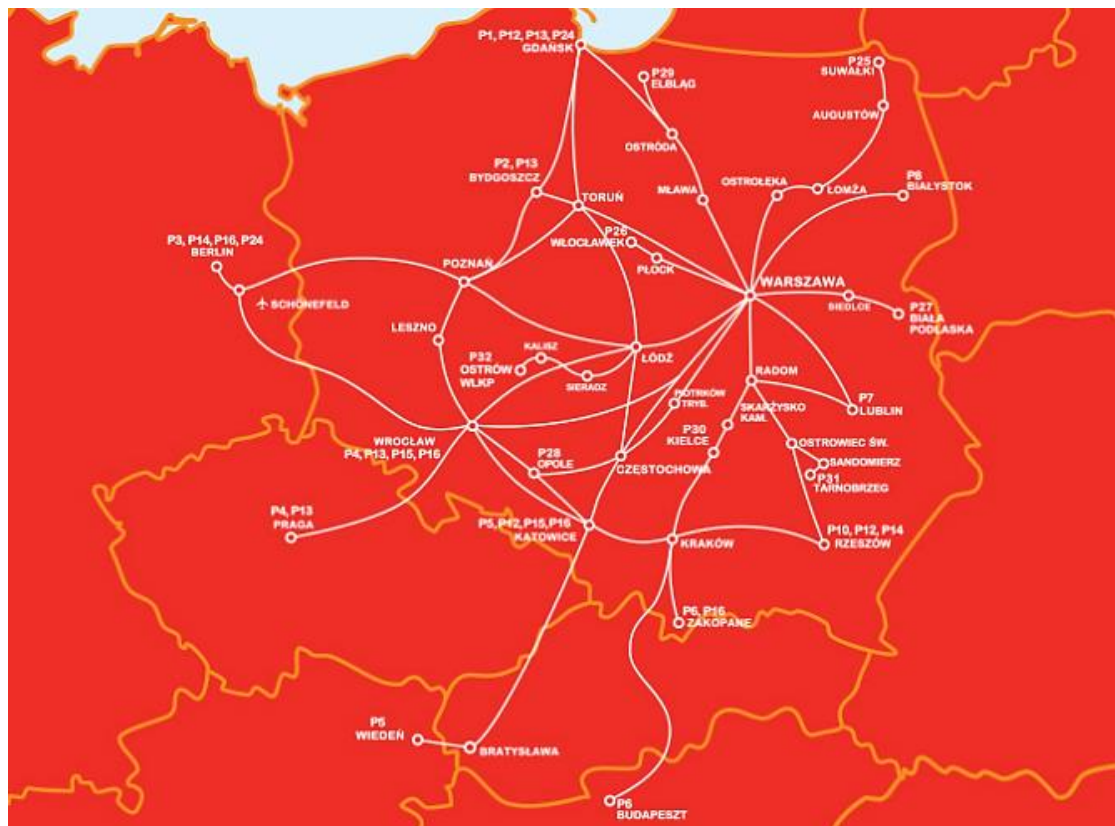 P1, P12, P13, P24
GDAŃSK
P25
SUWAŁKI
P29
ELBLĄG
AUGUSTÓW
OSTRÓDA
P2, P13
BYDGOSZCZ
P8
BIAŁYSTOK
OSTROŁĘKA
ŁOMŻA
MŁAWA
TORUŃ
P26
WŁOCŁAWEK
P3, P14, P16, P24
BERLIN
PŁOCK
POZNAŃ
WARSZAWA
SCHÖNEFELD
SIEDLCE
P27
BIAŁA
PODLASKA
LESZNO
KALISZ
ŁÓDŹ
P32
OSTRÓW
WLKP
SIERADZ
RADOM
PIOTRKÓW
TRYB.
P7
LUBLIN
SKARŻYSKO
KAM.
P30
KIELCE
WROCŁAW
P4, P13, P15, P16
OSTROWIEC ŚW.
P28
OPOLE
CZĘSTOCHOWA
SANDOMIERZ
P31
TARNOBRZEG
P4, P13
PRAGA
P5, P12, P15, P16
KATOWICE
KRAKÓW
P10, P12, P14
RZESZÓW
P6, P16
ZAKOPANE
P5
WIEDEŃ
BRATYSŁAWA
P6
BUDAPESZT